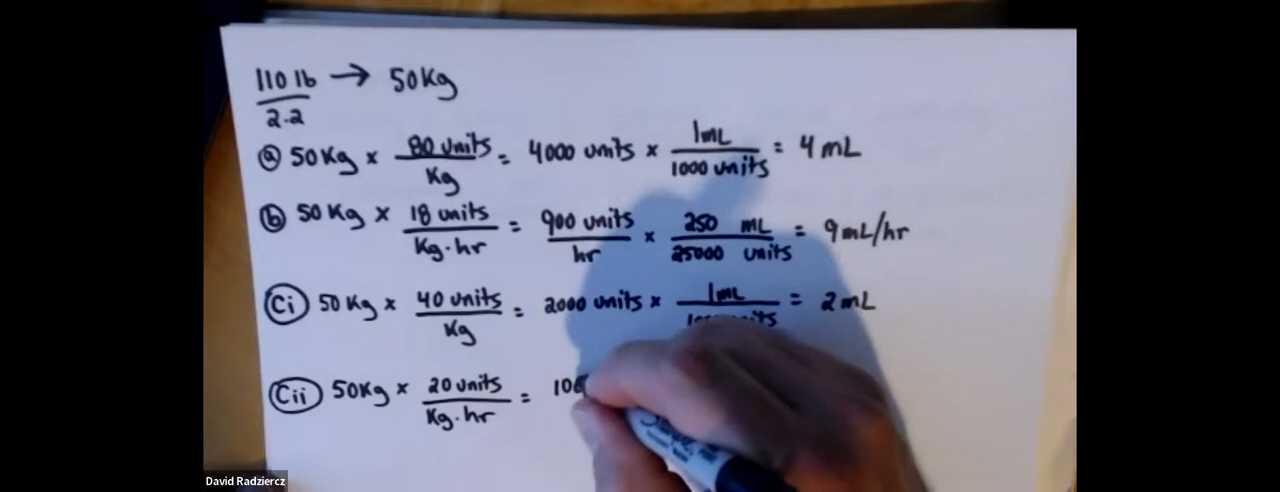 110 lb → 50Kg
2.2
ⓐ 50Kg × 80 units / Kg = 4000 units × 1mL / 1000 units = 4 mL
ⓑ 50 Kg × 18 units / Kg·hr = 900 units / hr × 250 mL / 25000 units = 9mL/hr
Ci 50 Kg × 40 units / Kg = 2000 units × 1mL / = 2 mL
Cii 50Kg × 20 units / Kg·hr =
David Radziercz